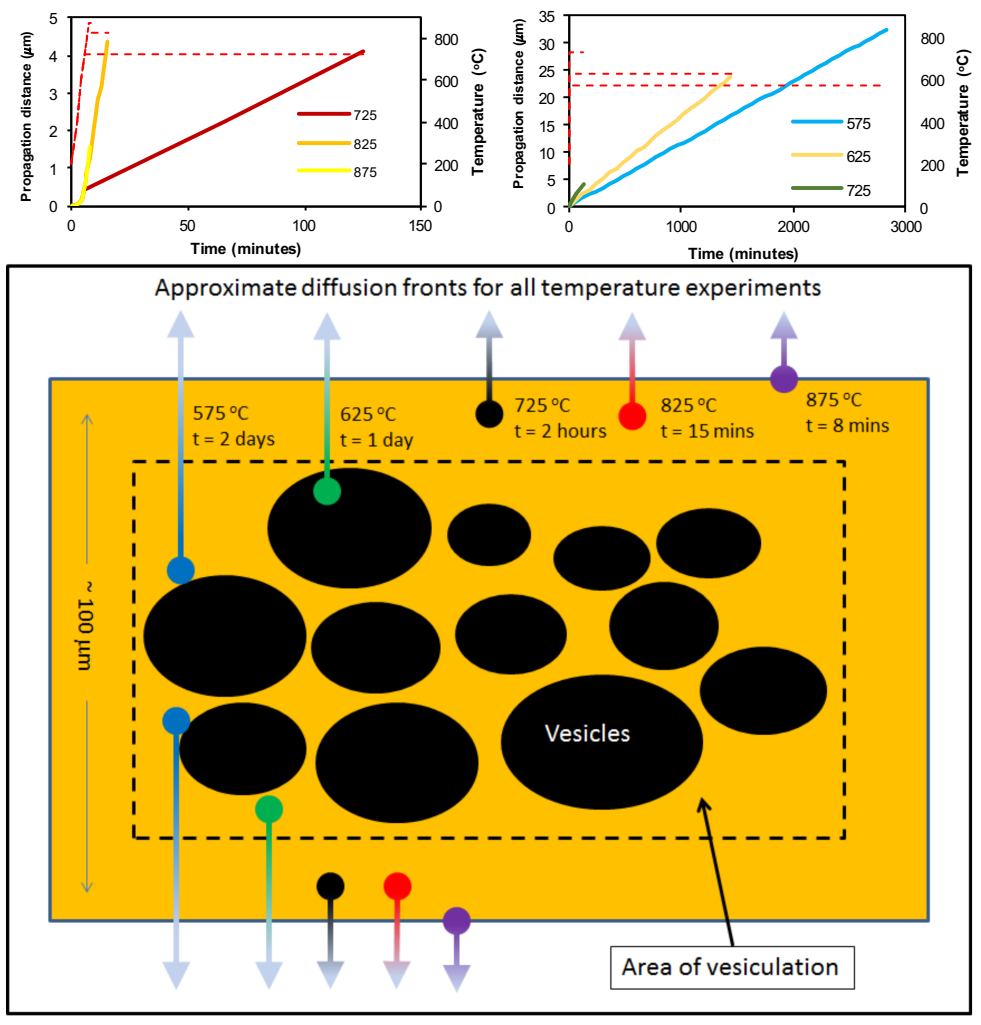 5
4
3
2
1
0
Propagation distance (μm)
800
600
400
200
0
Temperature (°C)
725
825
875
0
50
100
150
Time (minutes)
35
30
25
20
15
10
5
0
Propagation distance (μm)
800
600
400
200
0
Temperature (°C)
575
625
725
0
1000
2000
3000
Time (minutes)
Approximate diffusion fronts for all temperature experiments
575 °C
t = 2 days
625 °C
t = 1 day
725 °C
t = 2 hours
825 °C
t = 15 mins
875 °C
t = 8 mins
~ 100 μm
Vesicles
Area of vesiculation